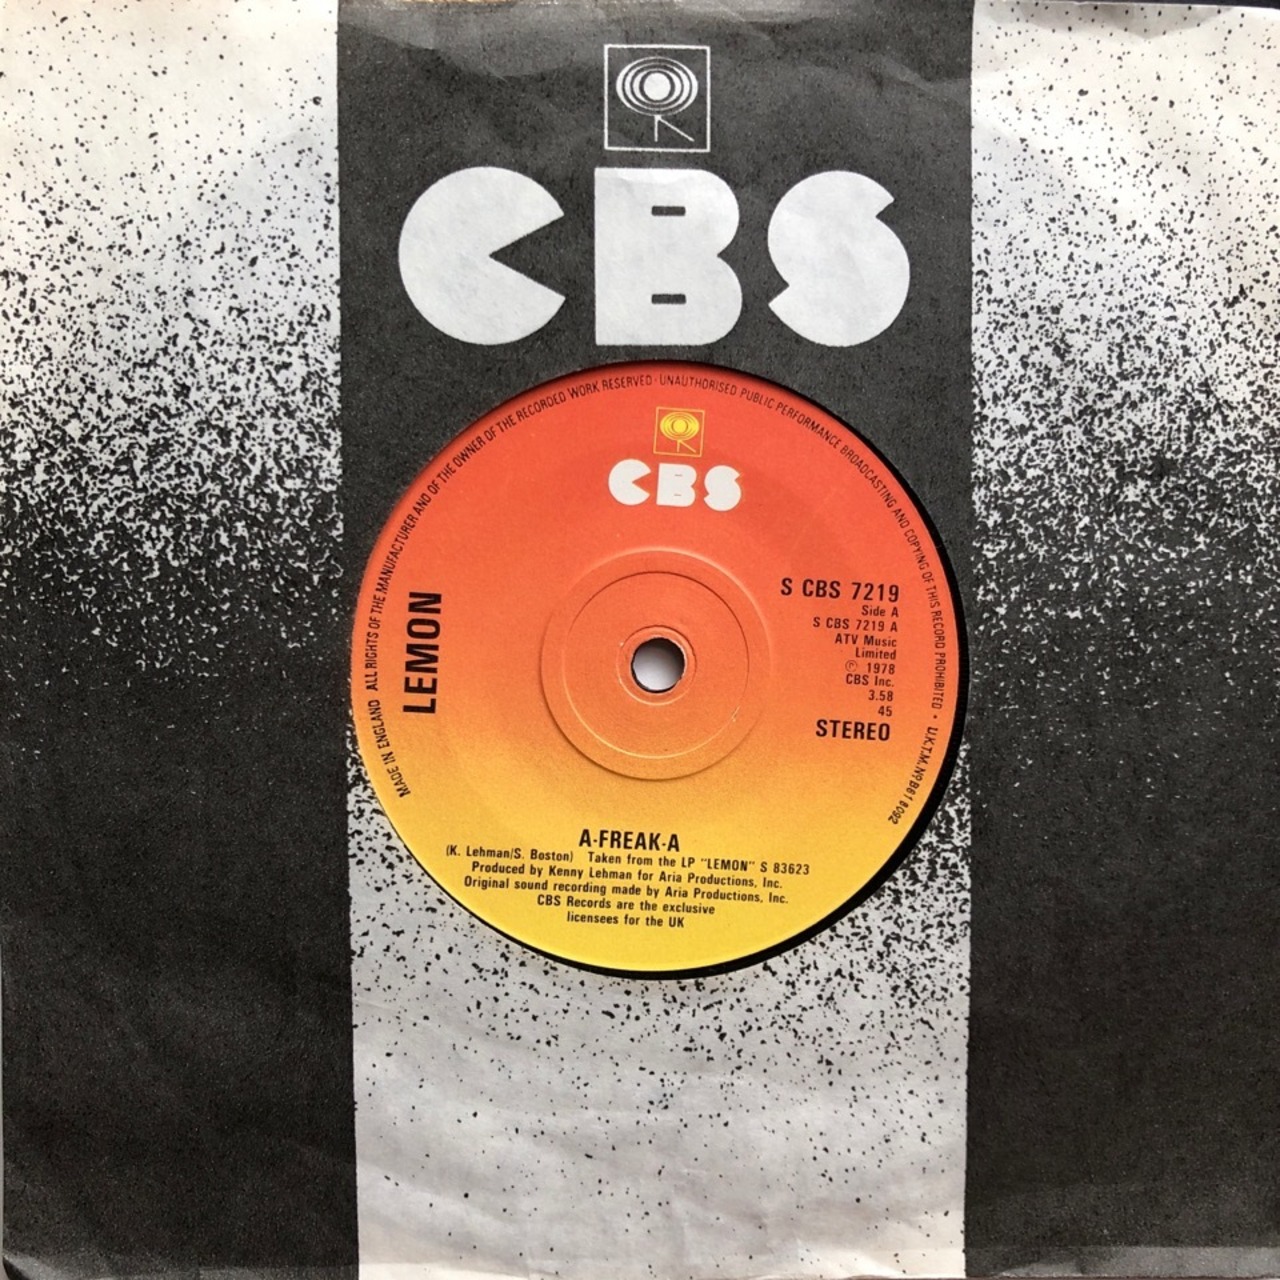 CBS
ALL RIGHTS OF THE MANUFACTURER AND OF THE OWNER OF THE RECORDED WORK RESERVED · UNAUTHORISED PUBLIC PERFORMANCE BROADCASTING AND COPYING OF THIS RECORD PROHIBITED • U.K.T.M. Nº B618092
MADE IN ENGLAND
CBS
LEMON
S CBS 7219
Side A
S CBS 7219 A
ATV Music
Limited
℗ 1978
CBS Inc.
3.58
45
STEREO
A-FREAK-A
(K. Lehman/S. Boston) Taken from the LP "LEMON" S 83623
Produced by Kenny Lehman for Aria Productions, Inc.
Original sound recording made by Aria Productions, Inc.
CBS Records are the exclusive
licensees for the UK